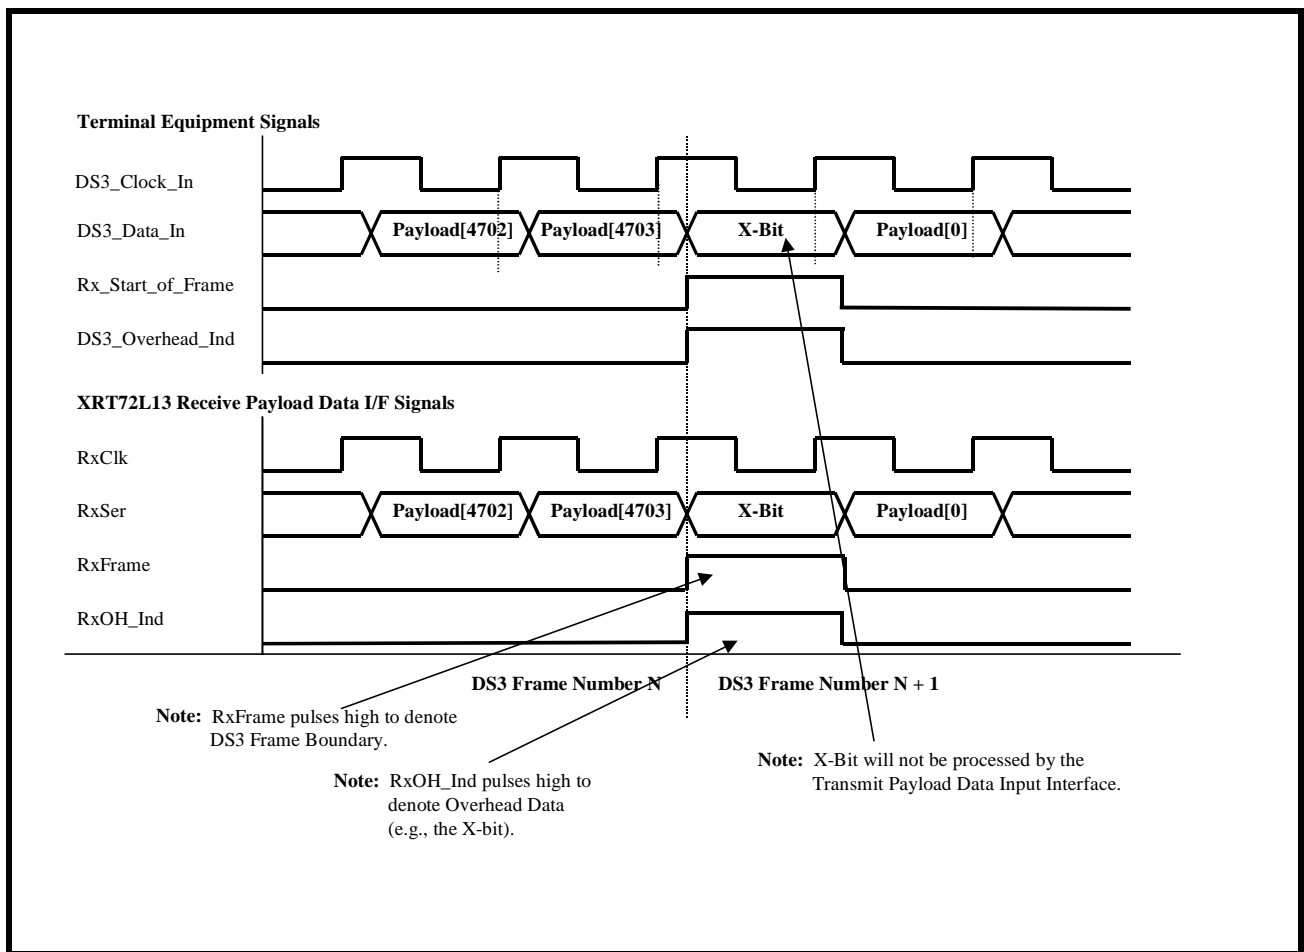 Terminal Equipment Signals
DS3_Clock_In
DS3_Data_In
Payload[4702]
Payload[4703]
X-Bit
Payload[0]
Rx_Start_of_Frame
DS3_Overhead_Ind
XRT72L13 Receive Payload Data I/F Signals
RxClk
RxSer
Payload[4702]
Payload[4703]
X-Bit
Payload[0]
RxFrame
RxOH_Ind
DS3 Frame Number N
DS3 Frame Number N + 1
Note: RxFrame pulses high to denote
DS3 Frame Boundary.
Note: RxOH_Ind pulses high to
denote Overhead Data
(e.g., the X-bit).
Note: X-Bit will not be processed by the
Transmit Payload Data Input Interface.